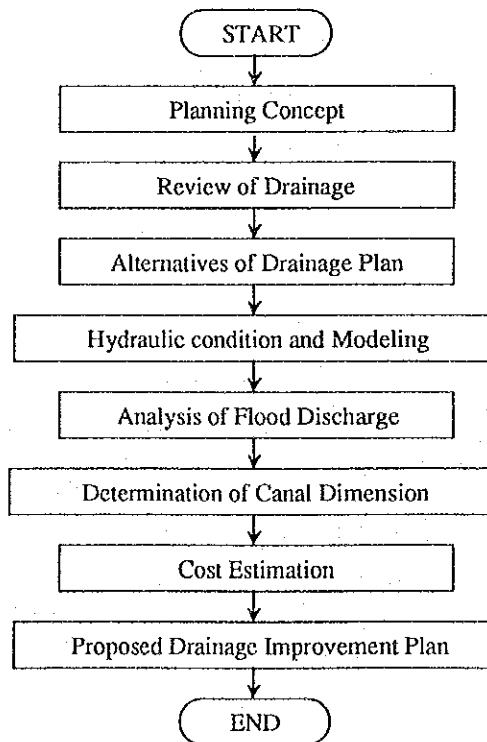 START
Planning Concept
Review of Drainage
Alternatives of Drainage Plan
Hydraulic condition and Modeling
Analysis of Flood Discharge
Determination of Canal Dimension
Cost Estimation
Proposed Drainage Improvement Plan
END